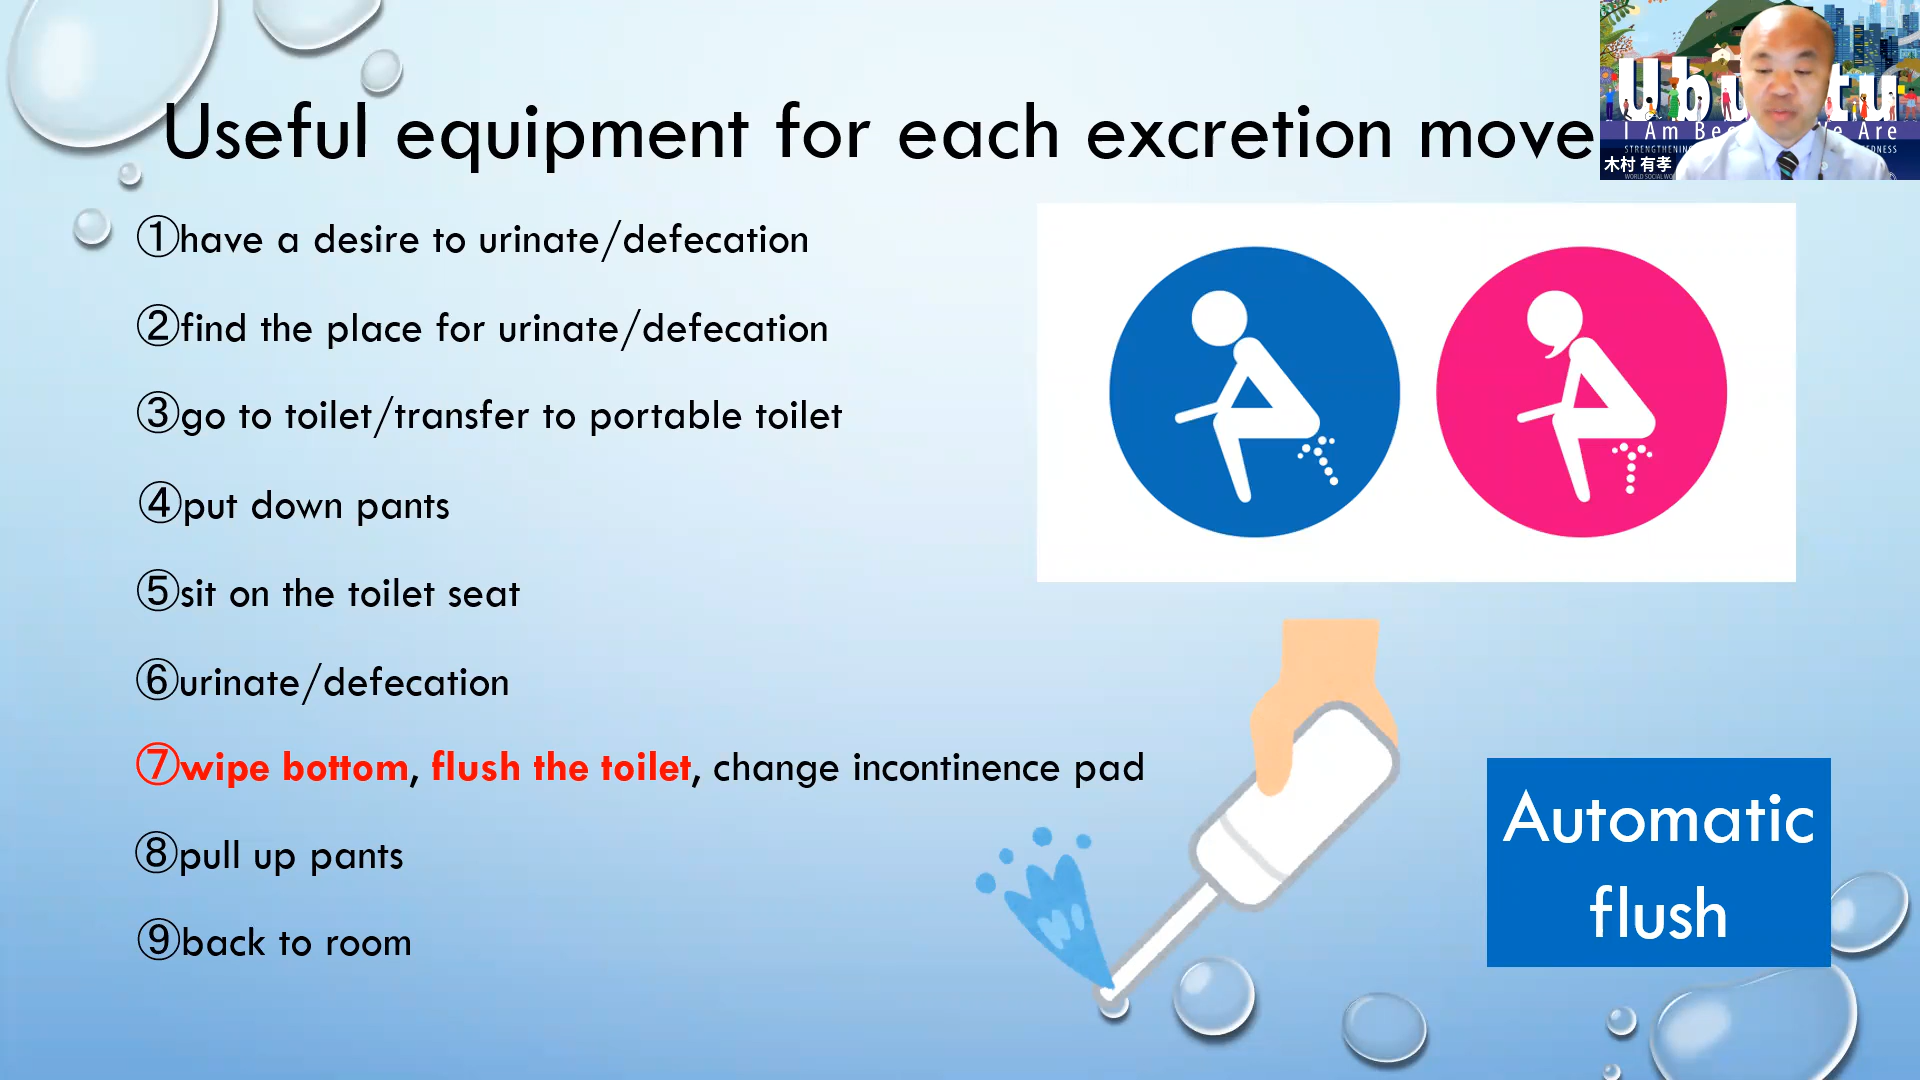 Useful equipment for each excretion move
①have a desire to urinate/defecation
②find the place for urinate/defecation
③go to toilet/transfer to portable toilet
④put down pants
⑤sit on the toilet seat
⑥urinate/defecation
⑦wipe bottom, flush the toilet, change incontinence pad
⑧pull up pants
⑨back to room
Automatic
flush
I Am
Are
木村 有孝